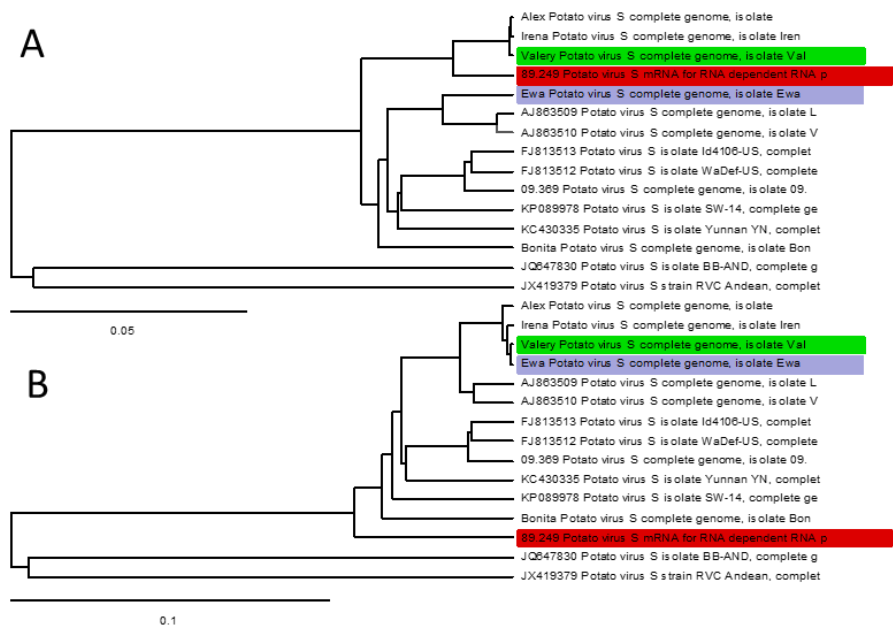 A
Alex Potato virus S complete genome, isolate
Irena Potato virus S complete genome, isolate Iren
Valery Potato virus S complete genome, isolate Val
89.249 Potato virus S mRNA for RNA dependent RNA p
Ewa Potato virus S complete genome, isolate Ewa
AJ863509 Potato virus S complete genome, isolate L
AJ863510 Potato virus S complete genome, isolate V
FJ813513 Potato virus S isolate Id4106-US, complet
FJ813512 Potato virus S isolate WaDef-US, complete
09.369 Potato virus S complete genome, isolate 09.
KP089978 Potato virus S isolate SW-14, complete ge
KC430335 Potato virus S isolate Yunnan YN, complet
Bonita Potato virus S complete genome, isolate Bon
JQ647830 Potato virus S isolate BB-AND, complete g
JX419379 Potato virus S strain RVC Andean, complet
0.05
B
Alex Potato virus S complete genome, isolate
Irena Potato virus S complete genome, isolate Iren
Valery Potato virus S complete genome, isolate Val
Ewa Potato virus S complete genome, isolate Ewa
AJ863509 Potato virus S complete genome, isolate L
AJ863510 Potato virus S complete genome, isolate V
FJ813513 Potato virus S isolate Id4106-US, complet
FJ813512 Potato virus S isolate WaDef-US, complete
09.369 Potato virus S complete genome, isolate 09.
KC430335 Potato virus S isolate Yunnan YN, complet
KP089978 Potato virus S isolate SW-14, complete ge
Bonita Potato virus S complete genome, isolate Bon
89.249 Potato virus S mRNA for RNA dependent RNA p
JQ647830 Potato virus S isolate BB-AND, complete g
JX419379 Potato virus S strain RVC Andean, complet
0.1